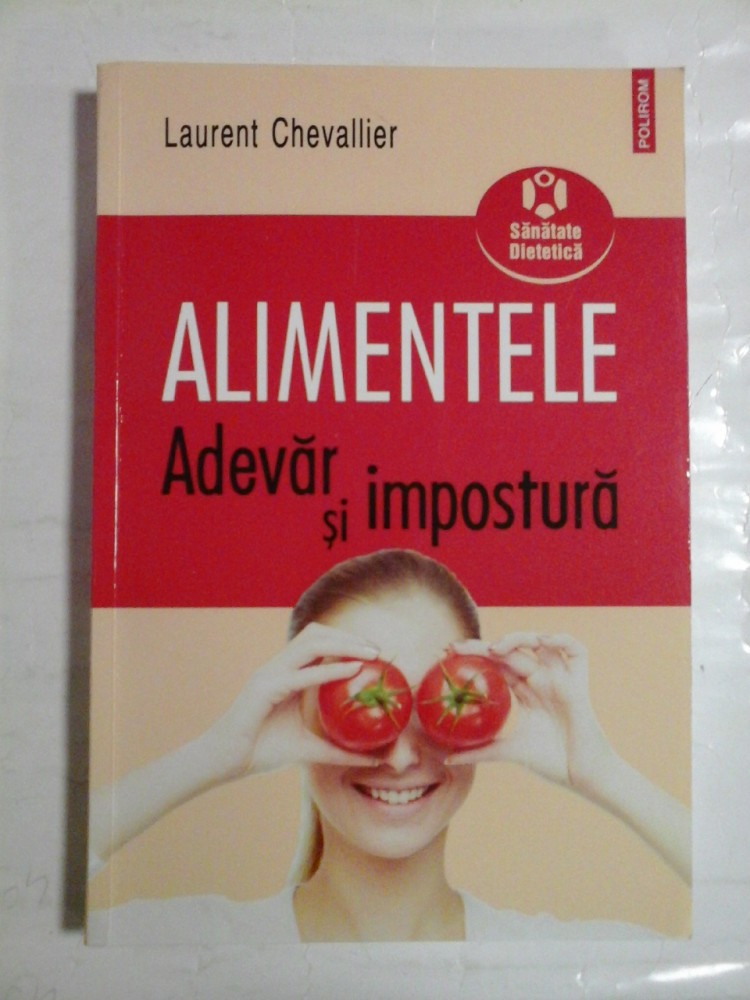 Laurent Chevallier
POLIROM
Sănătate
Dietetică
ALIMENTELE
Adevăr
și impostură